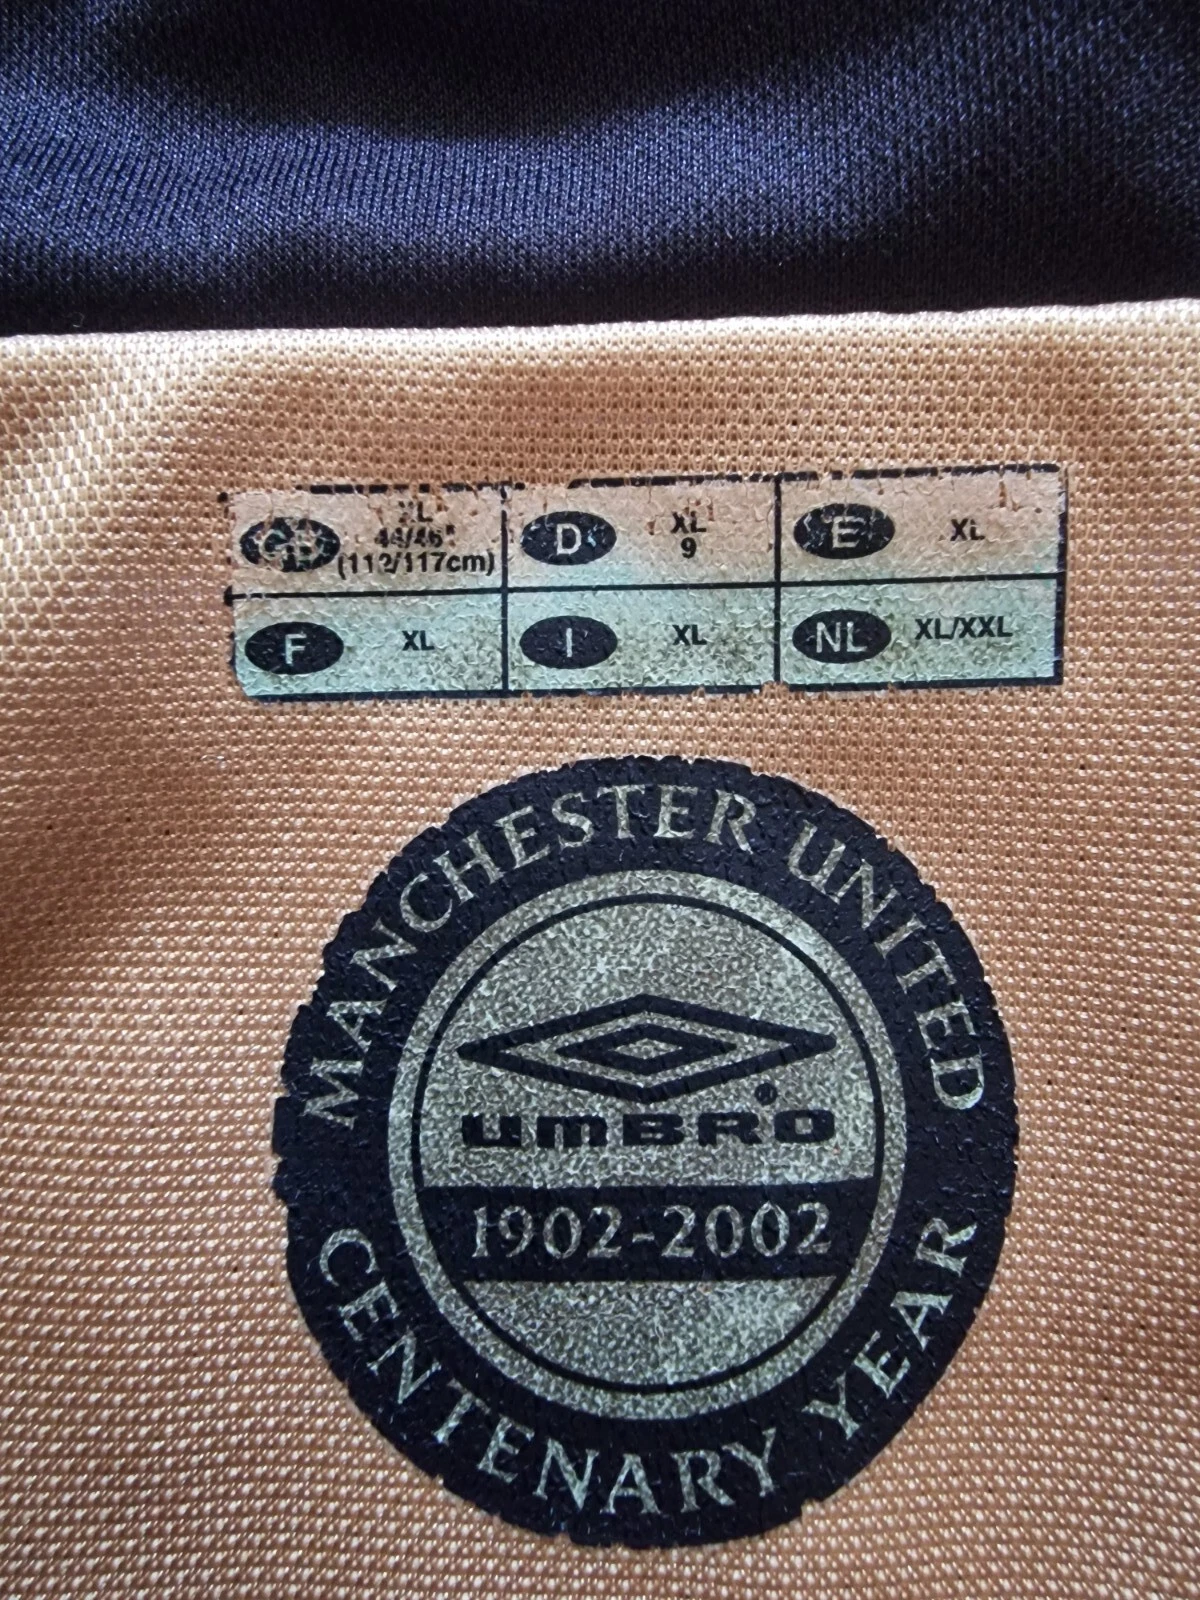 GB XL
44/46"
(112/117cm)
D XL
9
E XL
F XL
I XL
NL XL/XXL
MANCHESTER UNITED
umBRO®
1902-2002
CENTENARY YEAR